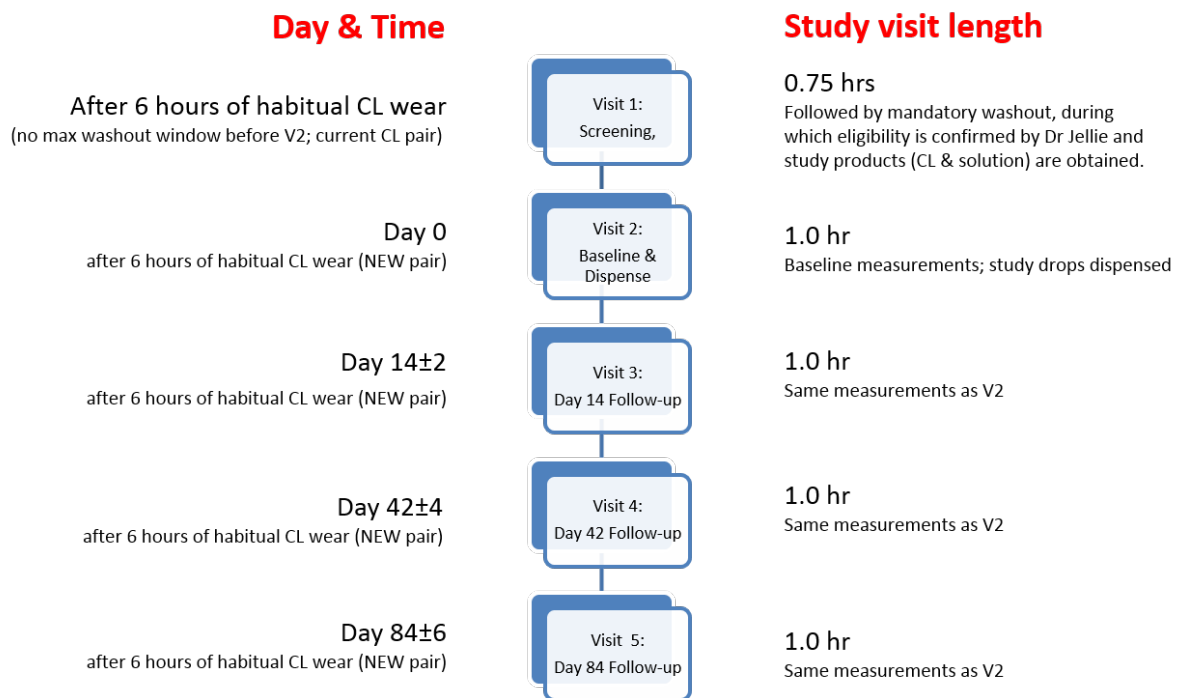 Day & Time
Study visit length
After 6 hours of habitual CL wear
(no max washout window before V2; current CL pair)
Visit 1:
Screening,
0.75 hrs
Followed by mandatory washout, during
which eligibility is confirmed by Dr Jellie and
study products (CL & solution) are obtained.
Day 0
after 6 hours of habitual CL wear (NEW pair)
Visit 2:
Baseline &
Dispense
1.0 hr
Baseline measurements; study drops dispensed
Day 14±2
after 6 hours of habitual CL wear (NEW pair)
Visit 3:
Day 14 Follow-up
1.0 hr
Same measurements as V2
Day 42±4
after 6 hours of habitual CL wear (NEW pair)
Visit 4:
Day 42 Follow-up
1.0 hr
Same measurements as V2
Day 84±6
after 6 hours of habitual CL wear (NEW pair)
Visit 5:
Day 84 Follow-up
1.0 hr
Same measurements as V2